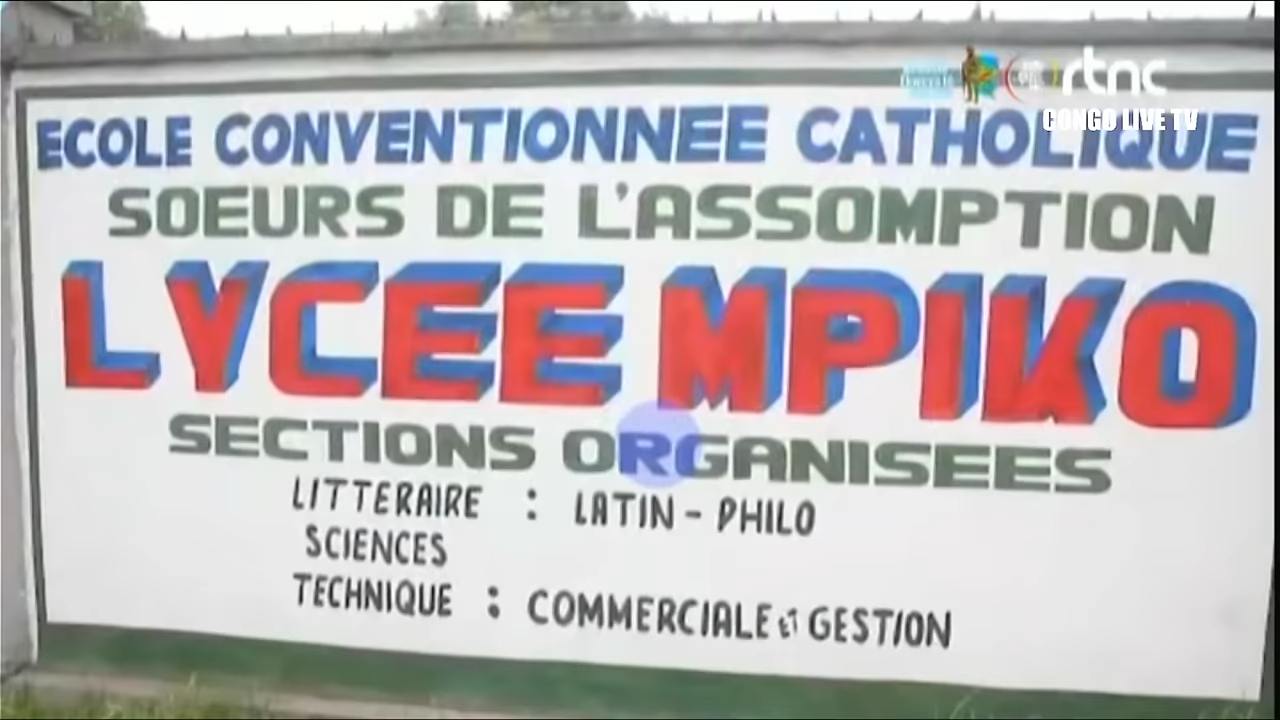 rtnc
CONGO LIVE TV
ECOLE CONVENTIONNEE CATHOLIQUE
SOEURS DE L'ASSOMPTION
LYCEE MPIKO
SECTIONS ORGANISEES
LITTERAIRE : LATIN - PHILO
SCIENCES
TECHNIQUE : COMMERCIALE ET GESTION